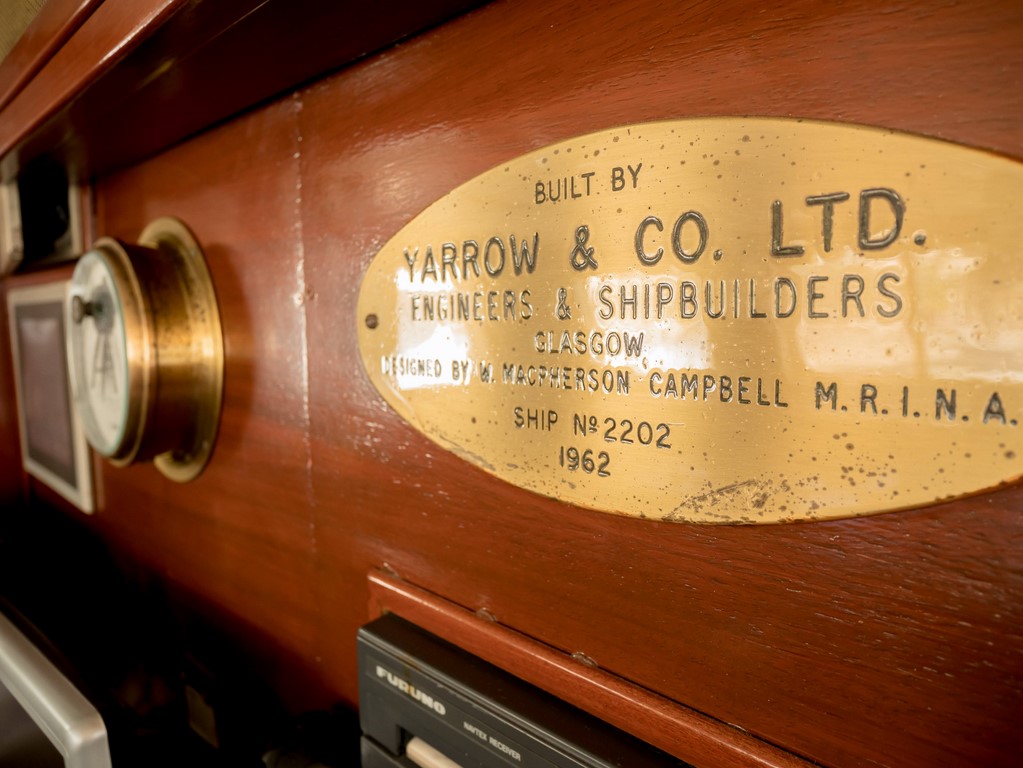 BUILT BY
YARROW & CO. LTD.
ENGINEERS & SHIPBUILDERS
GLASGOW
DESIGNED BY W. MACPHERSON CAMPBELL M.R.I.N.A.
SHIP Nº 2202
1962
FURUNO
NAVTEX RECEIVER